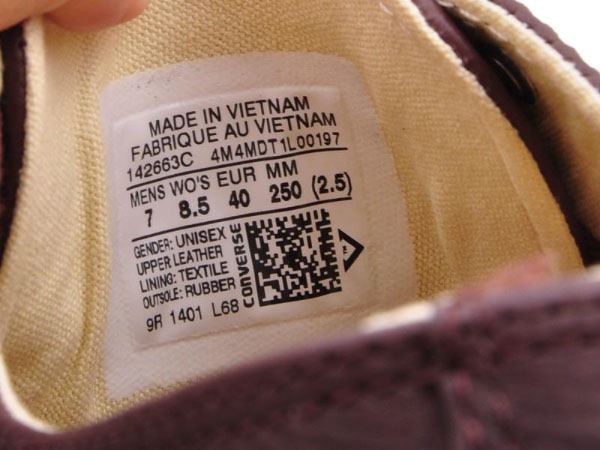 MADE IN VIETNAM
FABRIQUE AU VIETNAM
142663C 4M4MDT1L00197
MENS WO'S EUR MM
7 8.5 40 250 (2.5)
GENDER: UNISEX
UPPER LEATHER
LINING: TEXTILE
OUTSOLE: RUBBER
CONVERSE
9R 1401 L68